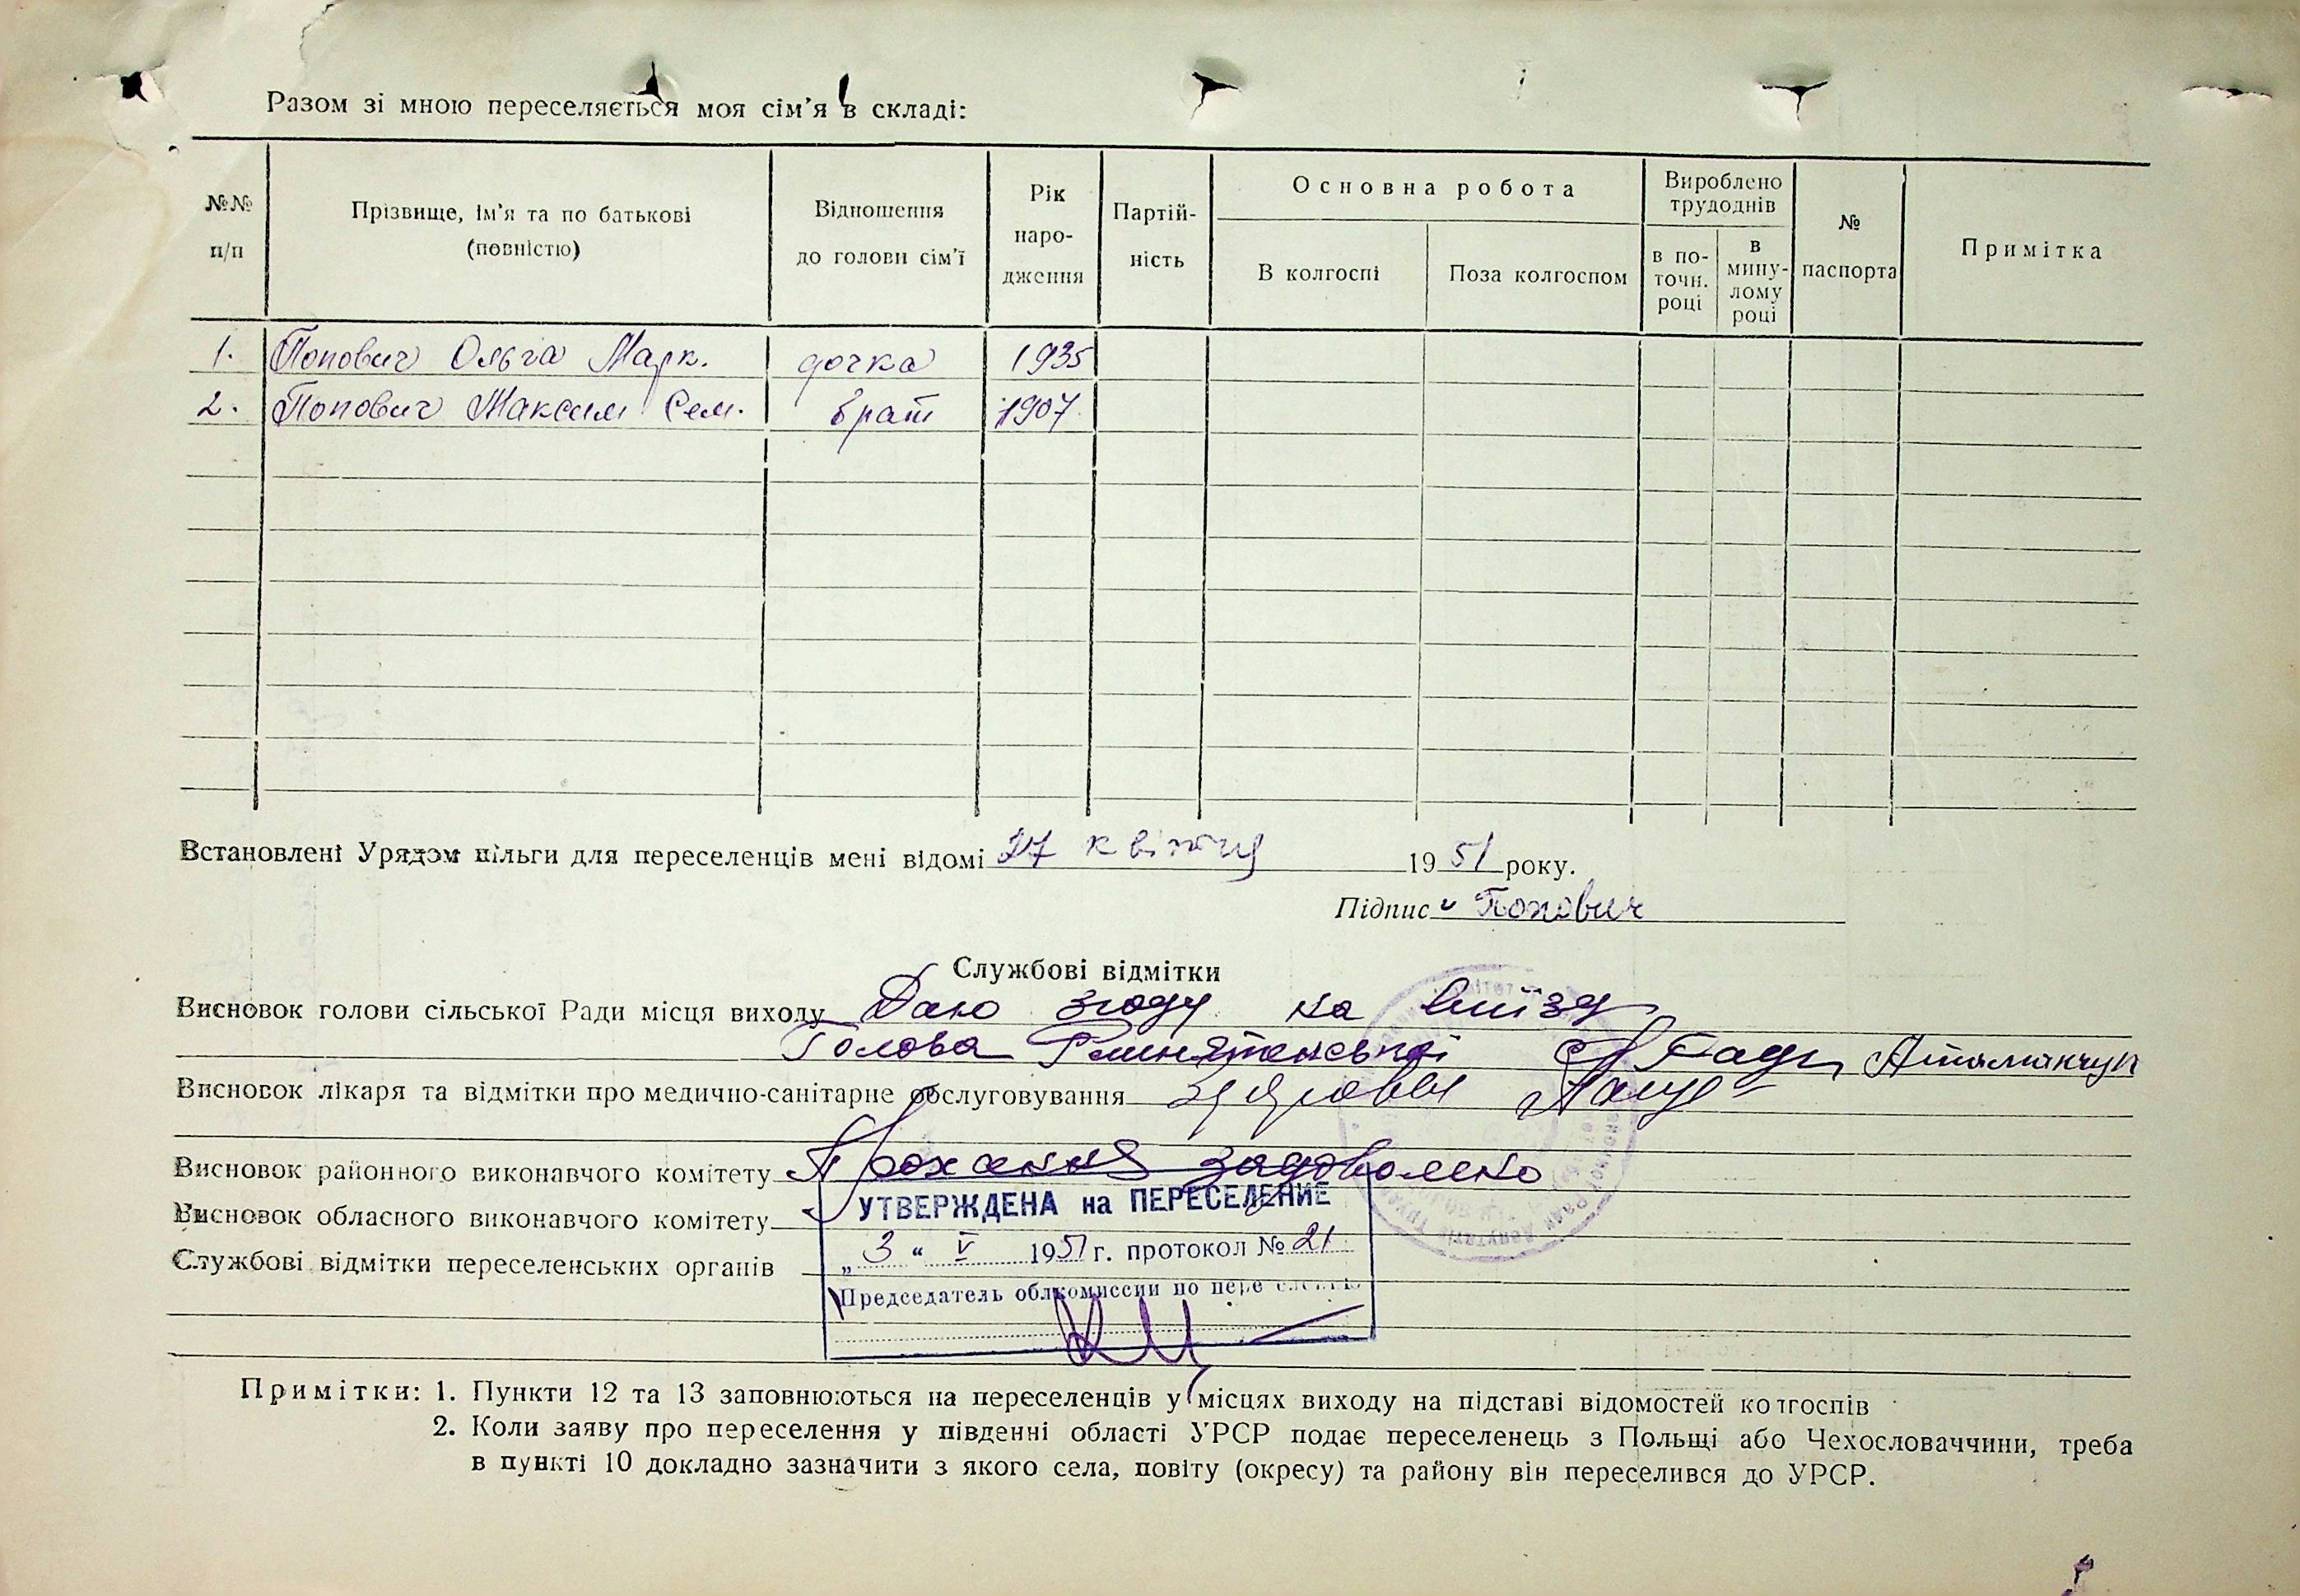 Разом зі мною переселяється моя сім'я в складі:
№№ п/п
Прізвище, ім'я та по батькові (повністю)
Відношення до голови сім'ї
Рік народження
Партійність
Основна робота
В колгоспі
Поза колгоспом
Вироблено трудоднів
в поточн. році
в минулому році
№ паспорта
Примітка
1. Попович Ольга Марк. дочка 1935
2. Попович Максим Сем. брат 1907
Встановлені Урядом пільги для переселенців мені відомі 27 квітня 1951 року.
Підпис Попович
Службові відмітки
Висновок голови сільської Ради місця виходу Даю згоду на виїзд
Голова С/Ради Атаманчук
Висновок лікаря та відмітки про медично-санітарне обслуговування здорові
Висновок районного виконавчого комітету Прохання задоволено
Висновок обласного виконавчого комітету
УТВЕРЖДЕНА на ПЕРЕСЕЛЕНИЕ
„3“ V 1951 г. протокол № 21
Службові відмітки переселенських органів
Председатель облкомиссии по пере
Примітки: 1. Пункти 12 та 13 заповнюються на переселенців у місцях виходу на підставі відомостей колгоспів
2. Коли заяву про переселення у південні області УРСР подає переселенець з Польщі або Чехословаччини, треба
в пункті 10 докладно зазначити з якого села, повіту (окресу) та району він переселився до УРСР.